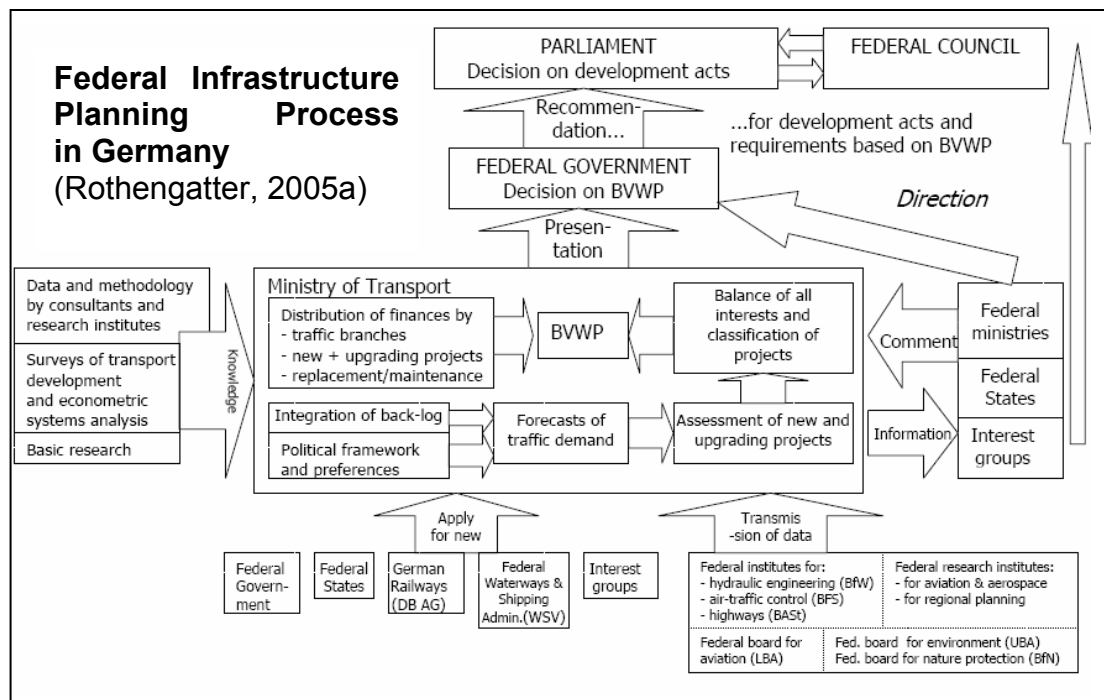 Federal Infrastructure
Planning Process
in Germany
(Rothengatter, 2005a)
PARLIAMENT
Decision on development acts
FEDERAL COUNCIL
Recommen-
dation...
...for development acts and
requirements based on BVWP
FEDERAL GOVERNMENT
Decision on BVWP
Direction
Presen-
tation
Data and methodology
by consultants and
research institutes
Surveys of transport
development
and econometric
systems analysis
Basic research
Knowledge
Ministry of Transport
Distribution of finances by
- traffic branches
- new + upgrading projects
- replacement/maintenance
BVWP
Balance of all
interests and
classification of
projects
Integration of back-log
Political framework
and preferences
Forecasts of
traffic demand
Assessment of new and
upgrading projects
Comment
Information
Federal
ministries
Federal
States
Interest
groups
Apply
for new
Transmis
-sion of data
Federal
Govern-
ment
Federal
States
German
Railways
(DB AG)
Federal
Waterways &
Shipping
Admin.(WSV)
Interest
groups
Federal institutes for:
- hydraulic engineering (BfW)
- air-traffic control (BFS)
- highways (BASt)
Federal research institutes:
- for aviation & aerospace
- for regional planning
Federal board for
aviation (LBA)
Fed. board for environment (UBA)
Fed. board for nature protection (BfN)